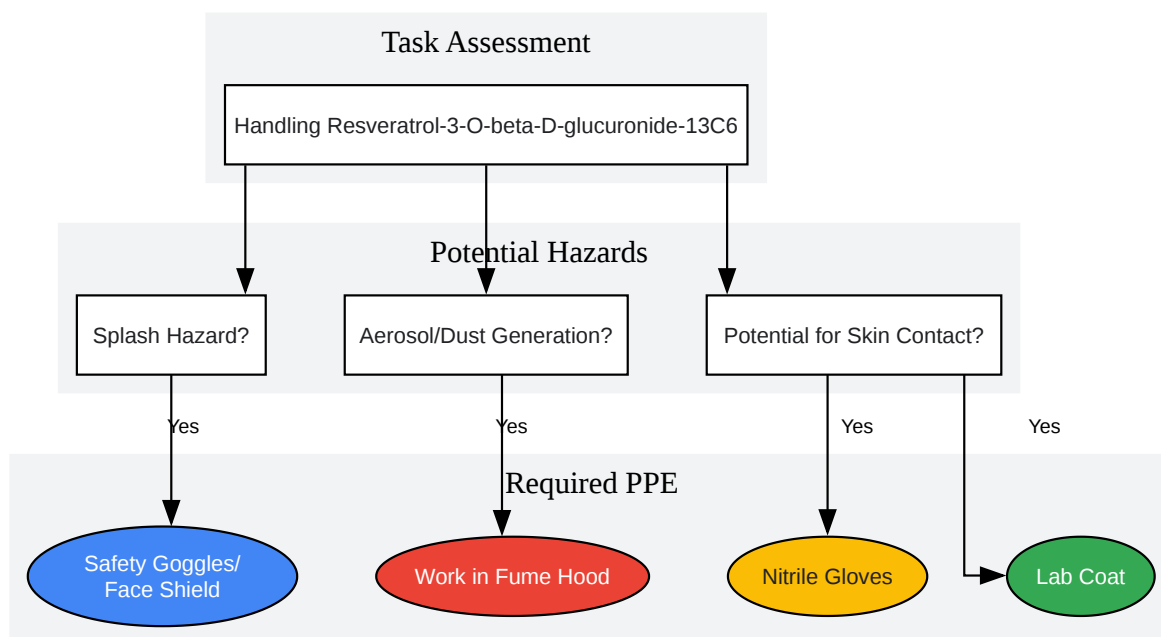 Task Assessment
Handling Resveratrol-3-O-beta-D-glucuronide-13C6
Potential Hazards
Splash Hazard?
Aerosol/Dust Generation?
Potential for Skin Contact?
Yes
Yes
Yes
Yes
Required PPE
Safety Goggles/
Face Shield
Work in Fume Hood
Nitrile Gloves
Lab Coat